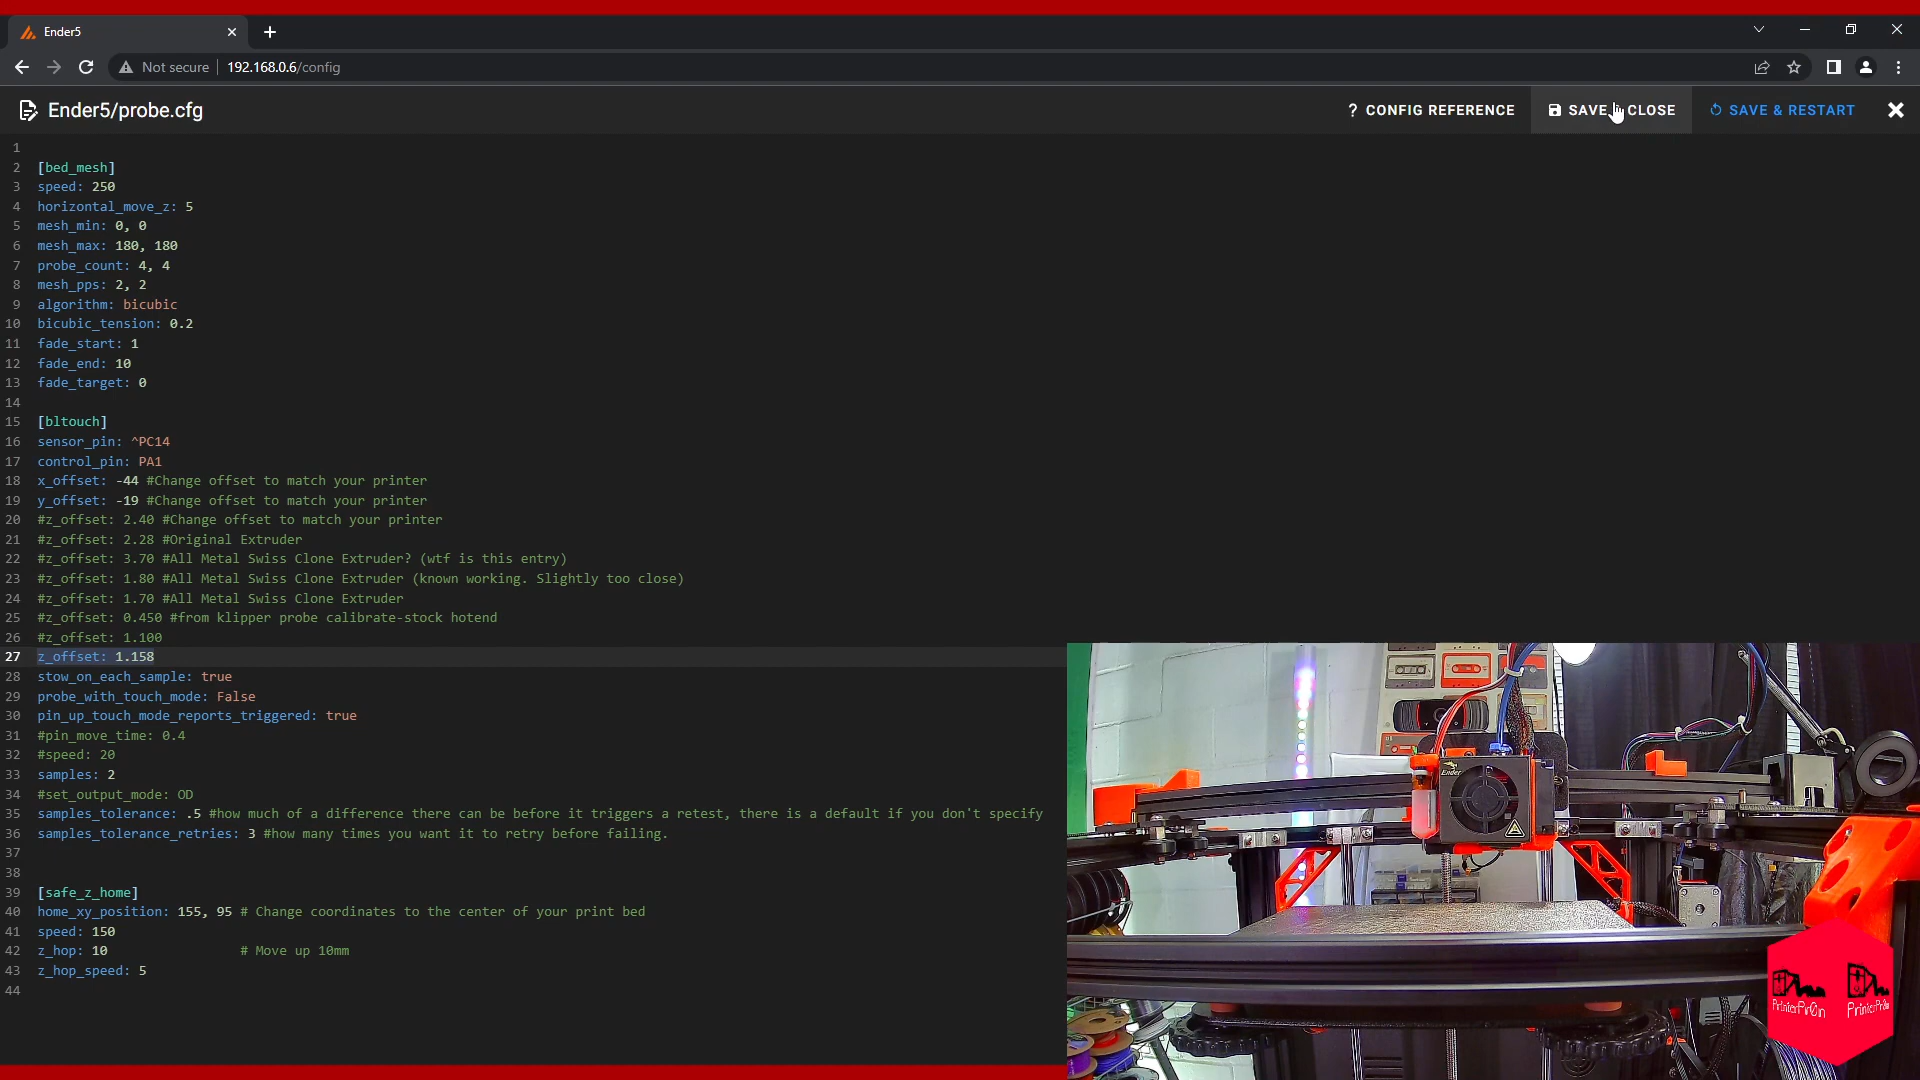 Ender5
Not secure 192.168.0.6/config
Ender5/probe.cfg
? CONFIG REFERENCE
SAVE CLOSE
SAVE & RESTART
1
2 [bed_mesh]
3 speed: 250
4 horizontal_move_z: 5
5 mesh_min: 0, 0
6 mesh_max: 180, 180
7 probe_count: 4, 4
8 mesh_pps: 2, 2
9 algorithm: bicubic
10 bicubic_tension: 0.2
11 fade_start: 1
12 fade_end: 10
13 fade_target: 0
14
15 [bltouch]
16 sensor_pin: ^PC14
17 control_pin: PA1
18 x_offset: -44 #Change offset to match your printer
19 y_offset: -19 #Change offset to match your printer
20 #z_offset: 2.40 #Change offset to match your printer
21 #z_offset: 2.28 #Original Extruder
22 #z_offset: 3.70 #All Metal Swiss Clone Extruder? (wtf is this entry)
23 #z_offset: 1.80 #All Metal Swiss Clone Extruder (known working. Slightly too close)
24 #z_offset: 1.70 #All Metal Swiss Clone Extruder
25 #z_offset: 0.450 #from klipper probe calibrate-stock hotend
26 #z_offset: 1.100
27 z_offset: 1.158
28 stow_on_each_sample: true
29 probe_with_touch_mode: False
30 pin_up_touch_mode_reports_triggered: true
31 #pin_move_time: 0.4
32 #speed: 20
33 samples: 2
34 #set_output_mode: OD
35 samples_tolerance: .5 #how much of a difference there can be before it triggers a retest, there is a default if you don't specify
36 samples_tolerance_retries: 3 #how many times you want it to retry before failing.
37
38
39 [safe_z_home]
40 home_xy_position: 155, 95 # Change coordinates to the center of your print bed
41 speed: 150
42 z_hop: 10 # Move up 10mm
43 z_hop_speed: 5
44
Ender
PrinterPr0n PrinterPr0n